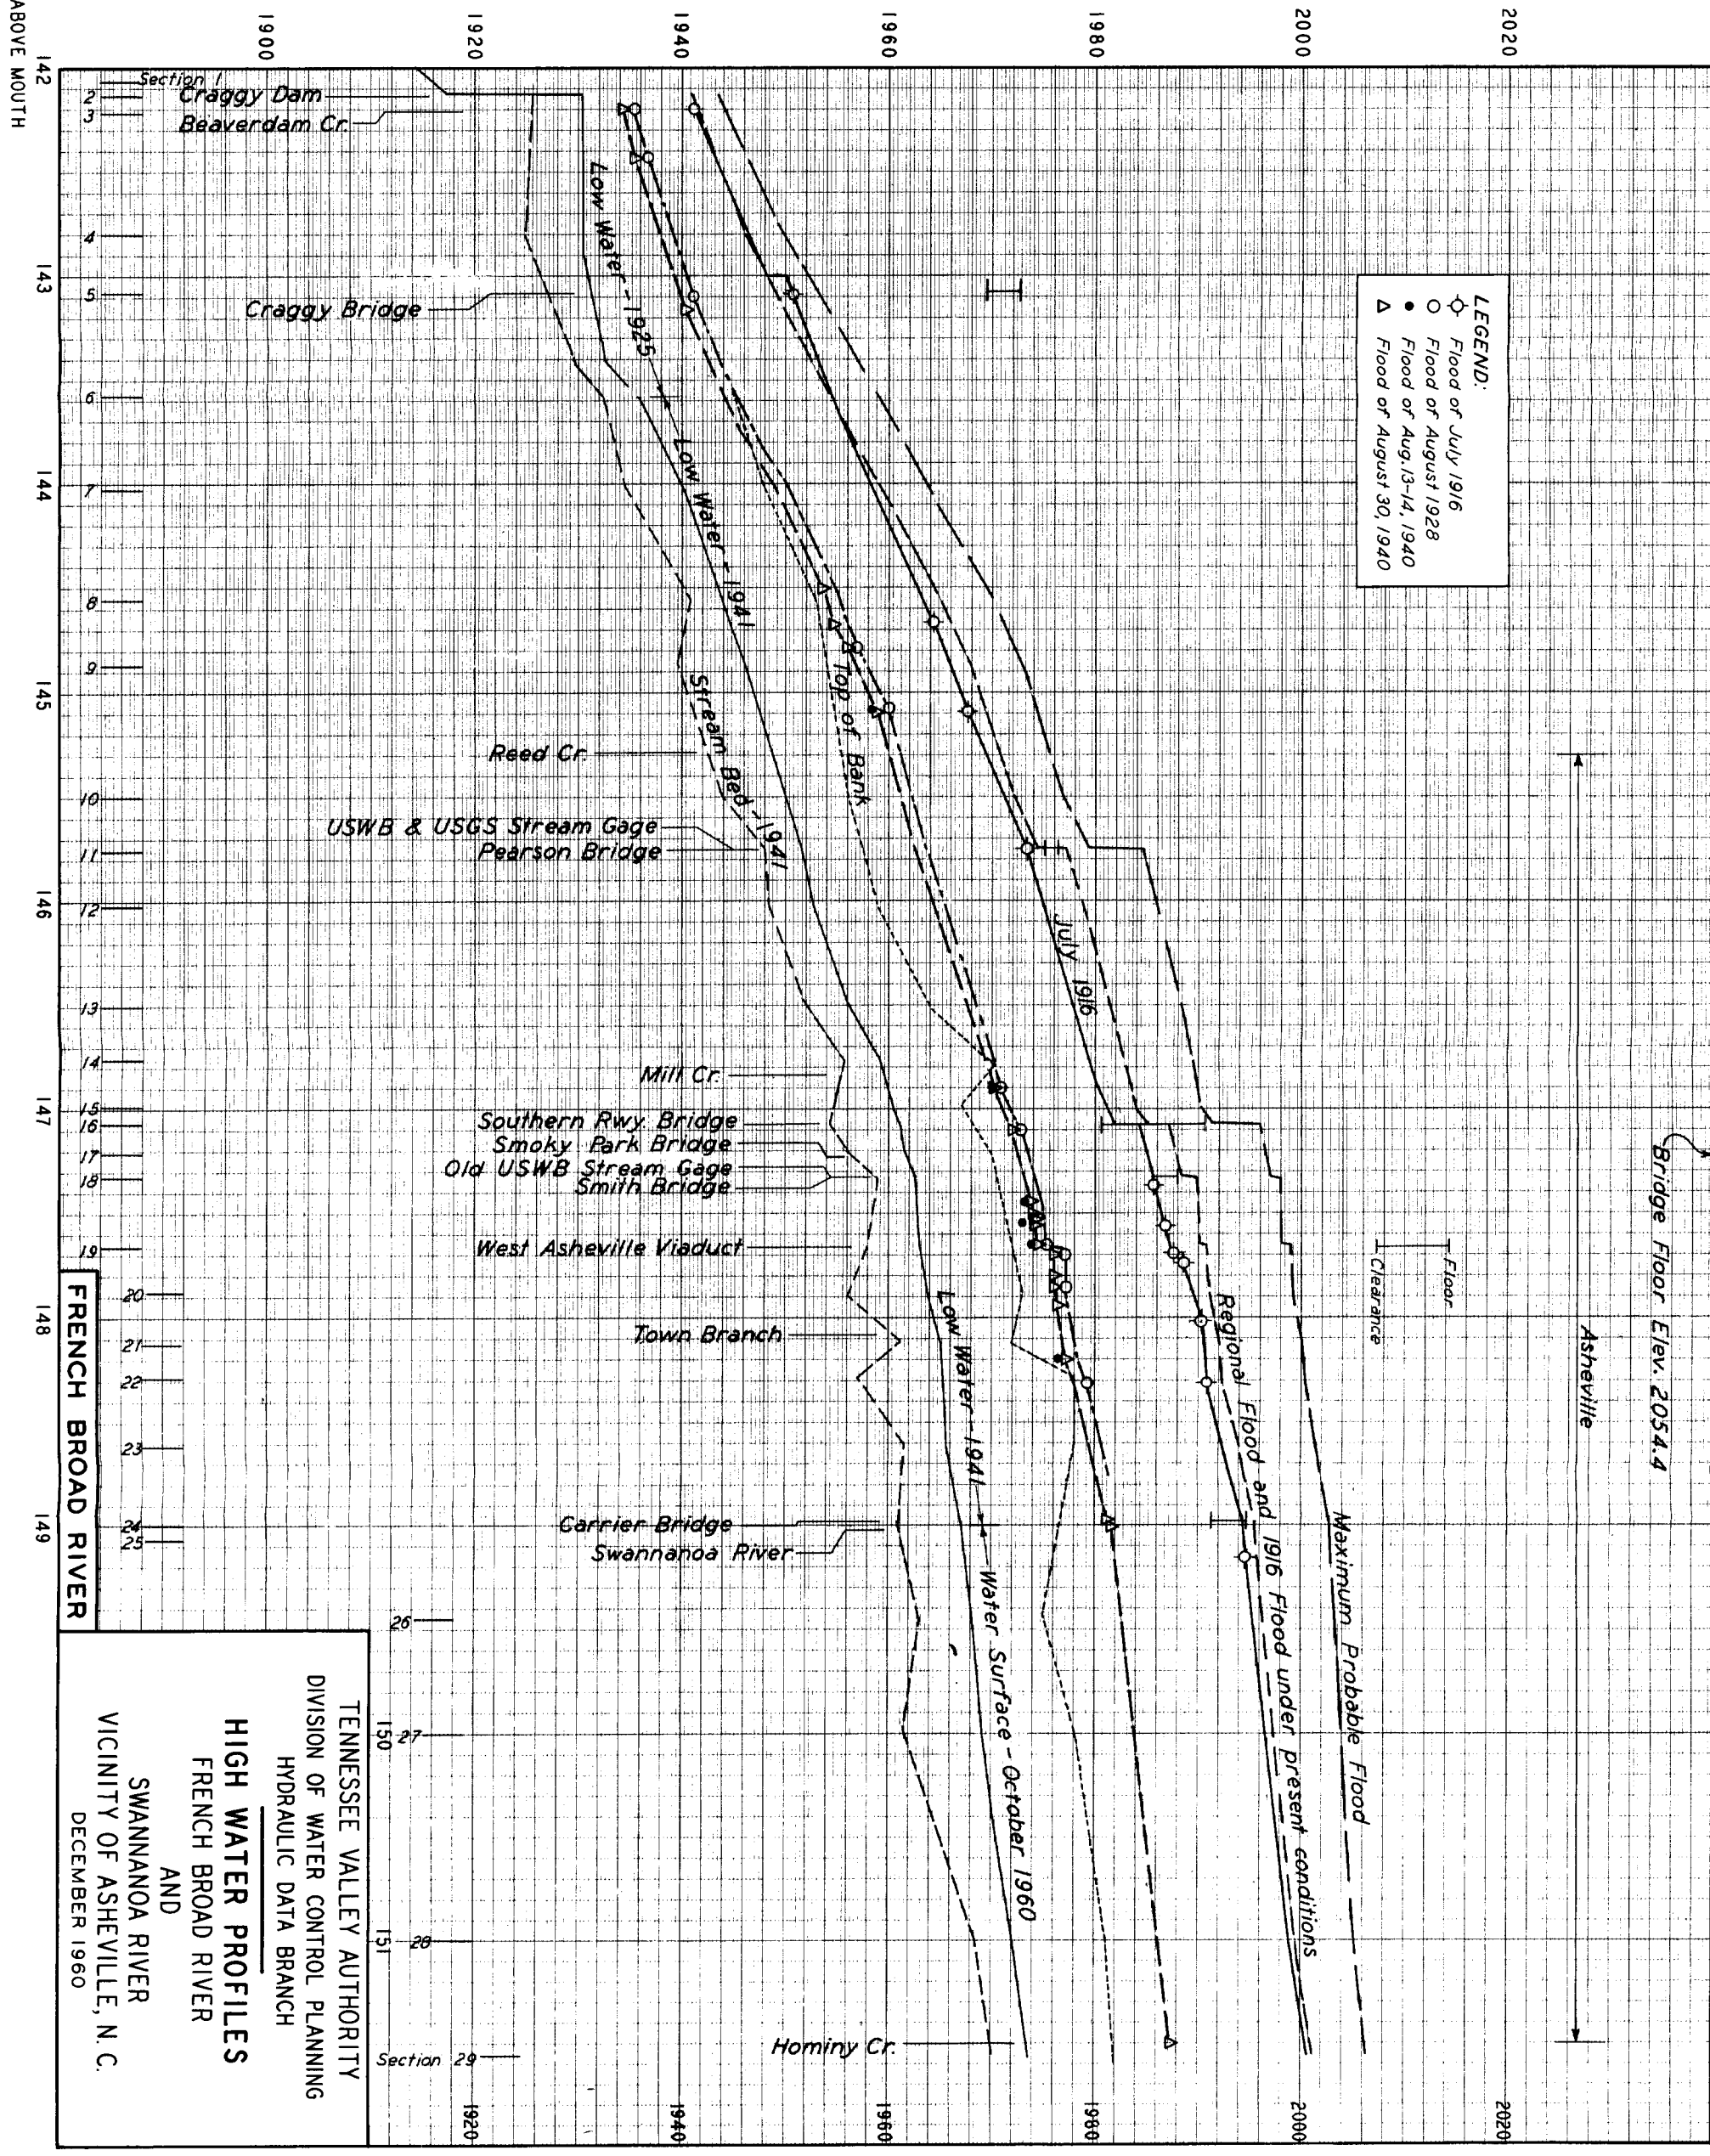 1900
1920
1940
1960
1980
2000
2020
ABOVE MOUTH
142
143
144
145
146
147
148
149
150
151
Section 1
2
3
4
5
6
7
8
9
10
11
12
13
14
15
16
17
18
19
20
21
22
23
24
25
26
27
28
Section 29
Craggy Dam
Beaverdam Cr.
Craggy Bridge
Reed Cr.
USWB & USGS Stream Gage
Pearson Bridge
Mill Cr.
Southern Rwy. Bridge
Smoky Park Bridge
Old USWB Stream Gage
Smith Bridge
West Asheville Viaduct
Town Branch
Carrier Bridge
Swannanoa River
Hominy Cr.
LEGEND:
Flood of July 1916
Flood of August 1928
Flood of Aug. 13-14, 1940
Flood of August 30, 1940
Low Water - 1925
Low Water - 1941
Stream Bed - 1941
Top of Bank
July 1916
Low Water - 1941
Water Surface - October 1960
Regional Flood and 1916 Flood under present conditions
Maximum Probable Flood
Floor
Clearance
Asheville
Bridge Floor Elev. 2054.4
FRENCH BROAD RIVER
TENNESSEE VALLEY AUTHORITY
DIVISION OF WATER CONTROL PLANNING
HYDRAULIC DATA BRANCH
HIGH WATER PROFILES
FRENCH BROAD RIVER
AND
SWANNANOA RIVER
VICINITY OF ASHEVILLE, N. C.
DECEMBER 1960
1920
1940
1960
1980
2000
2020